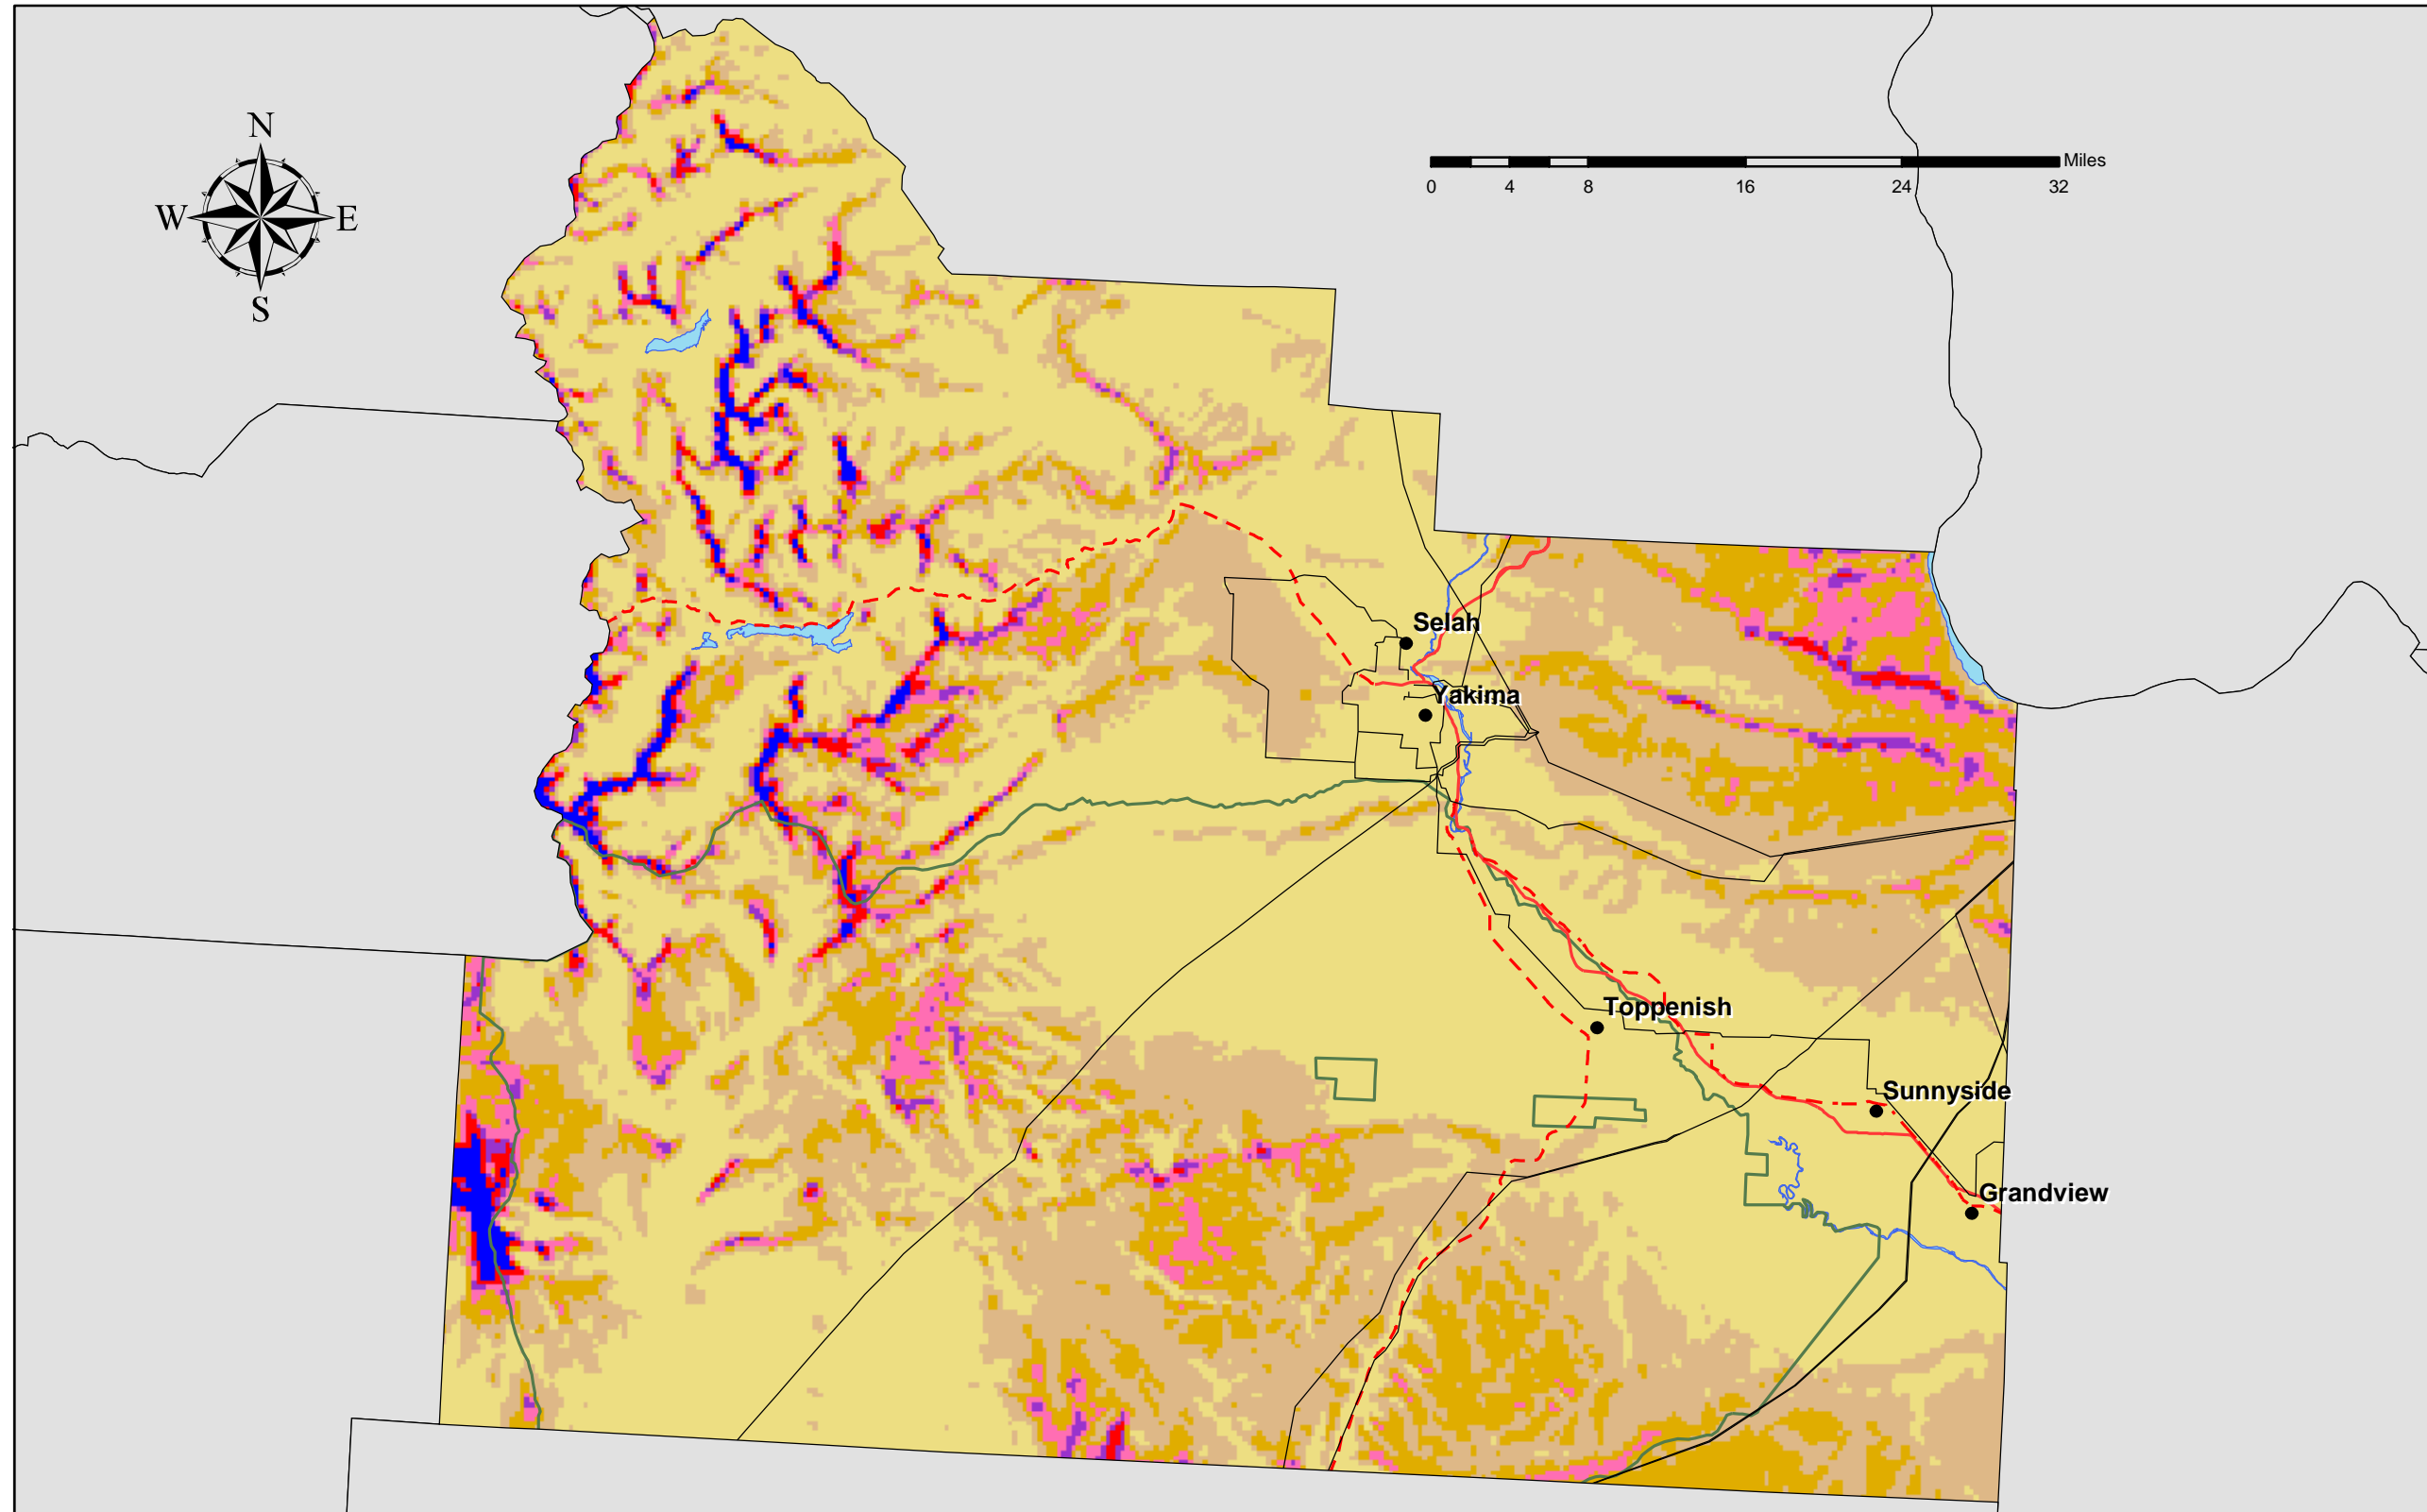 N
W E
S
Miles
0 4 8 16 24 32
Selah
Yakima
Toppenish
Sunnyside
Grandview